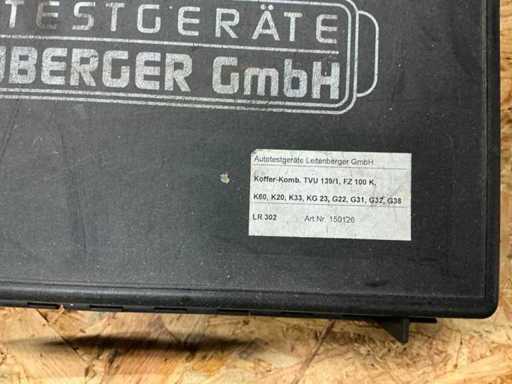 TESTGERÄTE
BERGER GmbH
Autotestgeräte Leitenberger GmbH
Koffer-Komb. TVU 139/1, FZ 100 K,
K60, K20, K33, KG 23, G22, G31, G32, G38
LR 302 Art.Nr. 150126